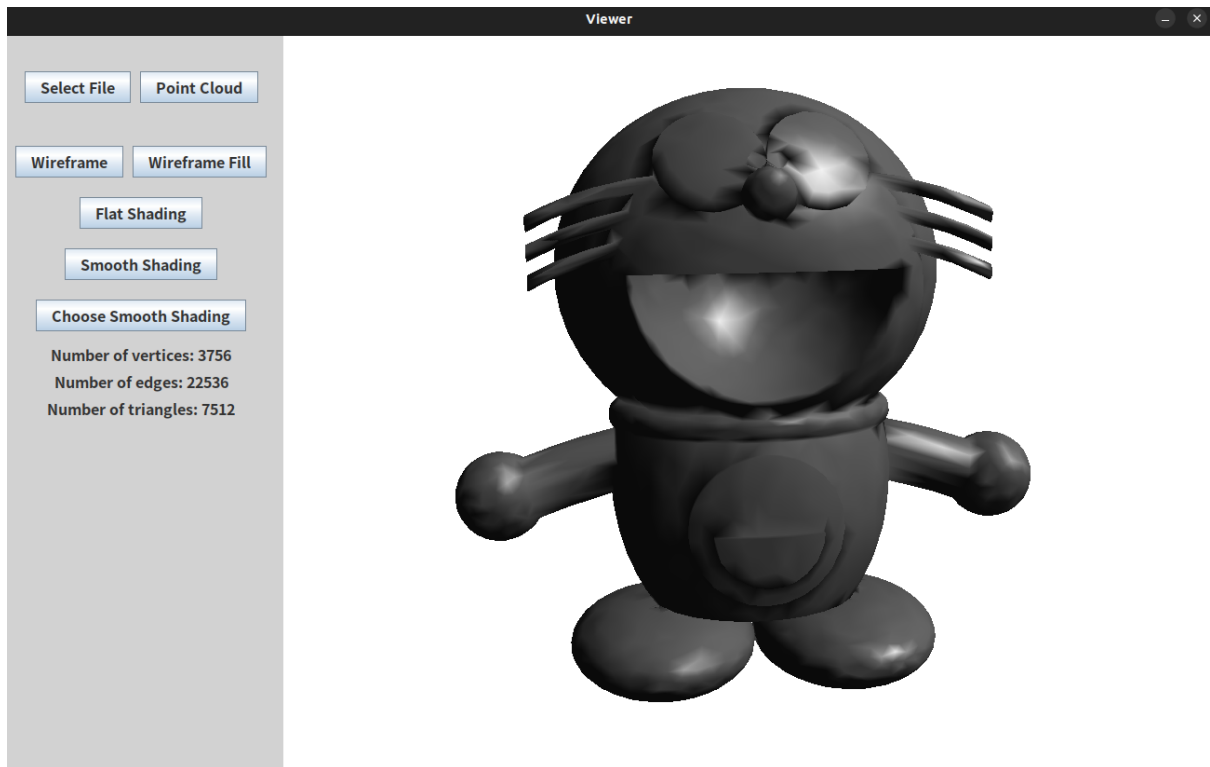 Viewer
Select File Point Cloud
Wireframe Wireframe Fill
Flat Shading
Smooth Shading
Choose Smooth Shading
Number of vertices: 3756
Number of edges: 22536
Number of triangles: 7512